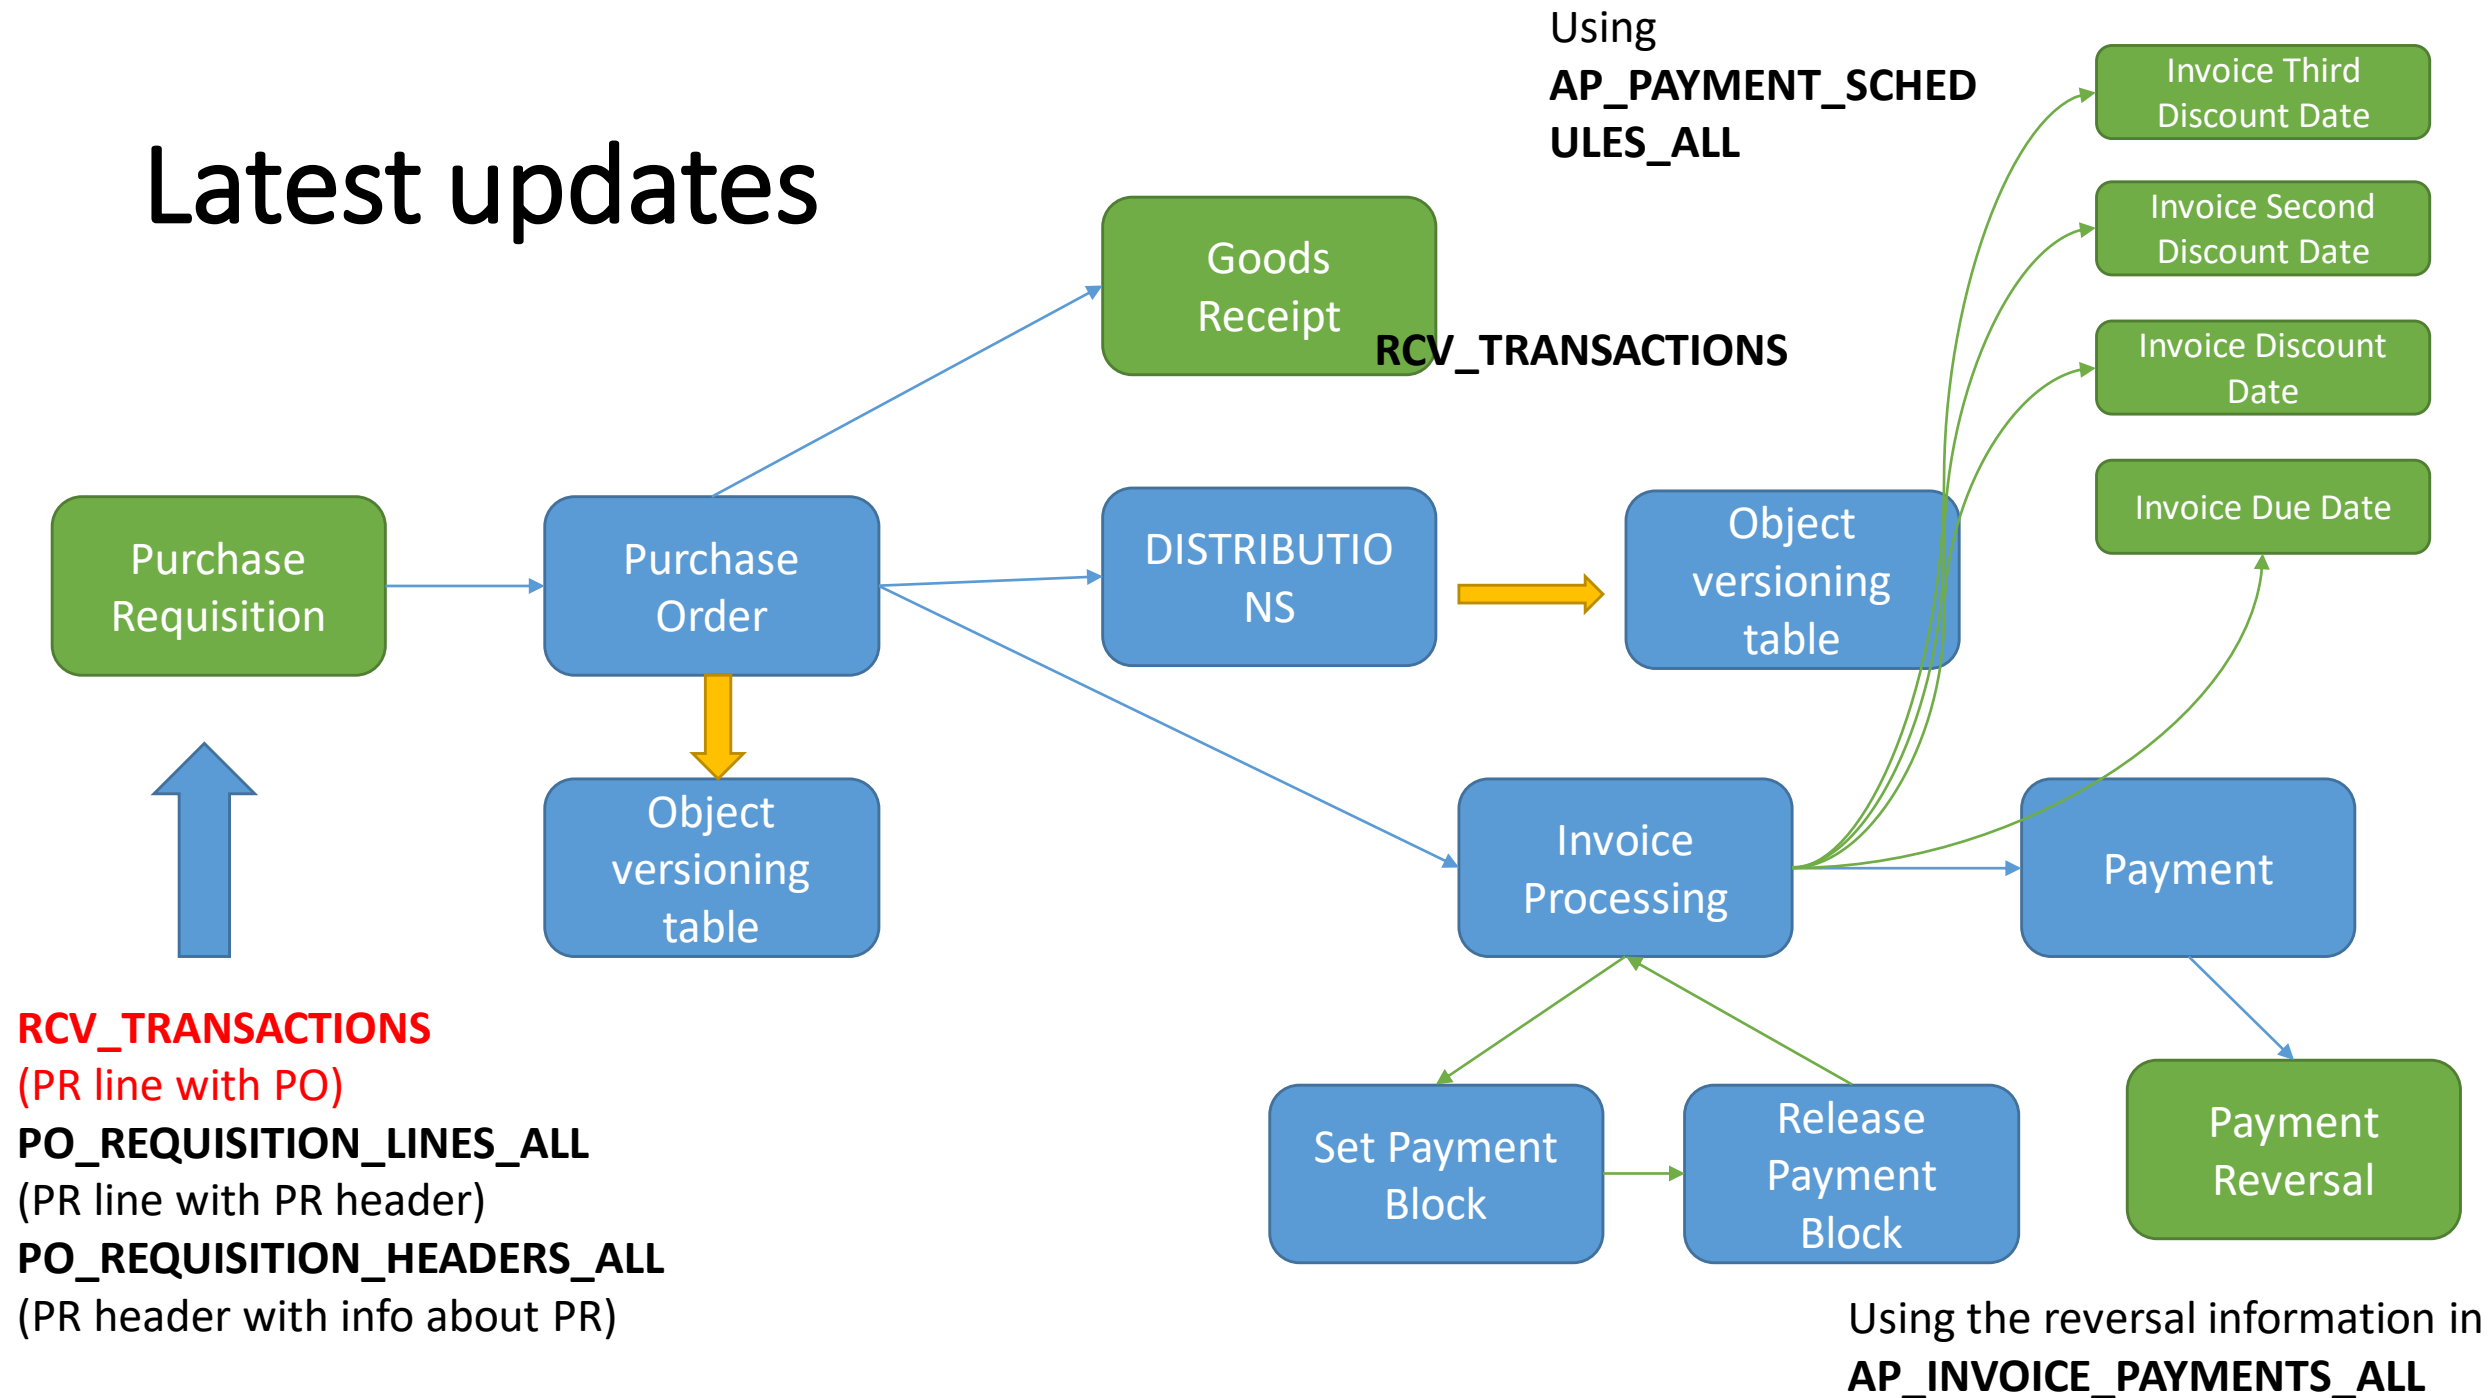 Latest updates
Using
AP_PAYMENT_SCHED
ULES_ALL
Invoice Third
Discount Date
Invoice Second
Discount Date
Invoice Discount
Date
Invoice Due Date
Goods
Receipt
RCV_TRANSACTIONS
Purchase
Requisition
Purchase
Order
DISTRIBUTIO
NS
Object
versioning
table
Object
versioning
table
Invoice
Processing
Payment
Set Payment
Block
Release
Payment
Block
Payment
Reversal
RCV_TRANSACTIONS
(PR line with PO)
PO_REQUISITION_LINES_ALL
(PR line with PR header)
PO_REQUISITION_HEADERS_ALL
(PR header with info about PR)
Using the reversal information in
AP_INVOICE_PAYMENTS_ALL